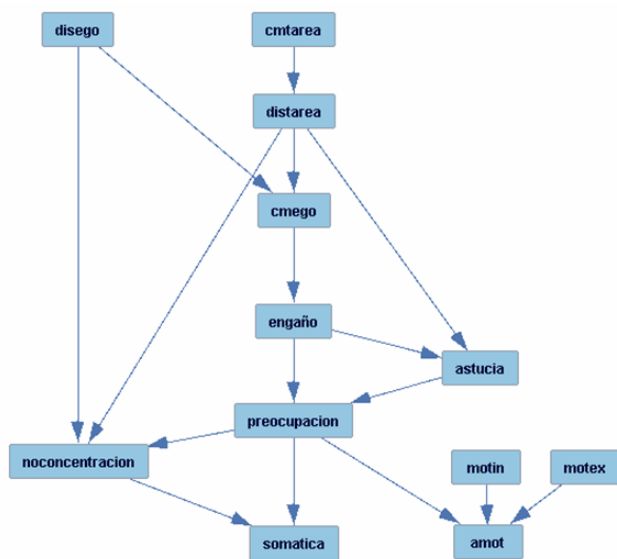 disego
cmtarea
distarea
cmego
engaño
astucia
preocupacion
noconcentracion
motin
motex
somatica
amot